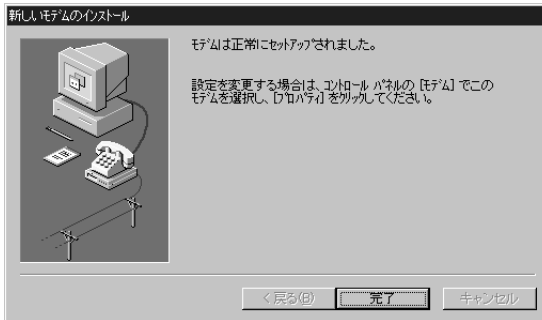 新しいモデムのインストール
ﾓﾃﾞﾑは正常にｾｯﾄｱｯﾌﾟされました。
設定を変更する場合は、ｺﾝﾄﾛｰﾙ ﾊﾟﾈﾙの [ﾓﾃﾞﾑ] でこの
ﾓﾃﾞﾑを選択し、[ﾌﾟﾛﾊﾟﾃｨ] をｸﾘｯｸしてください。
< 戻る(B)
完了
キャンセル